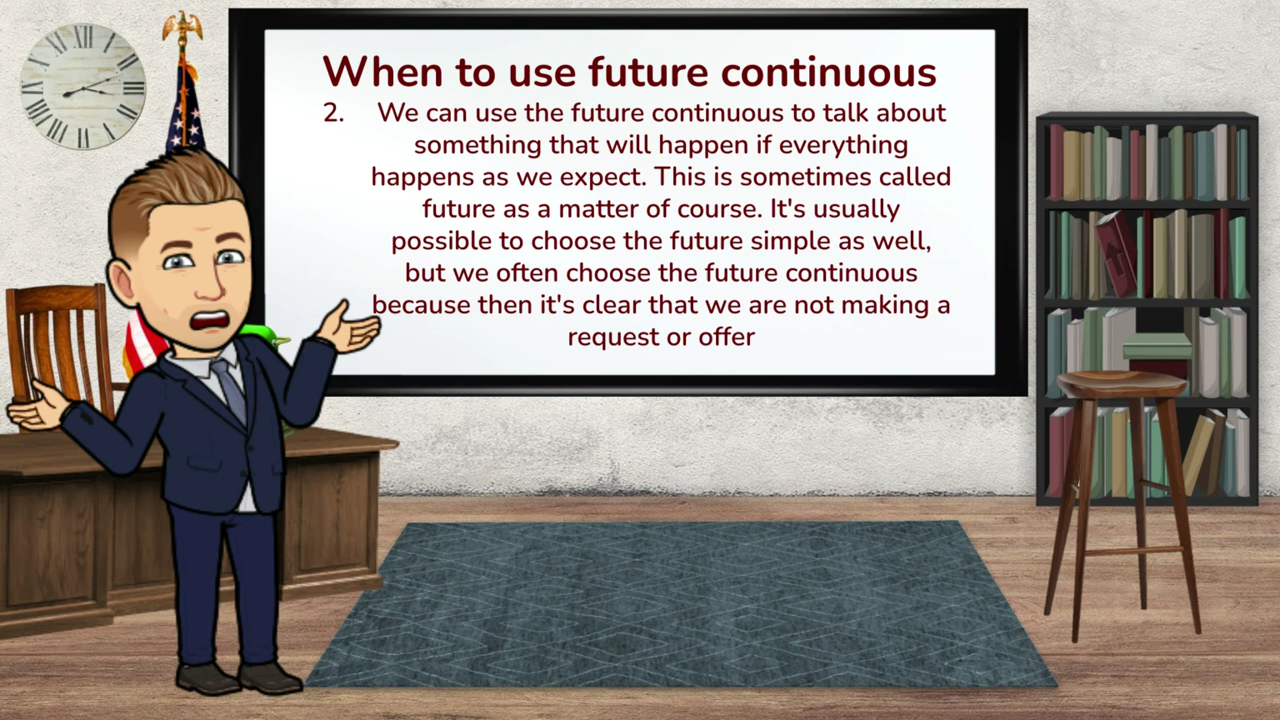 When to use future continuous
2. We can use the future continuous to talk about
something that will happen if everything
happens as we expect. This is sometimes called
future as a matter of course. It's usually
possible to choose the future simple as well,
but we often choose the future continuous
because then it's clear that we are not making a
request or offer